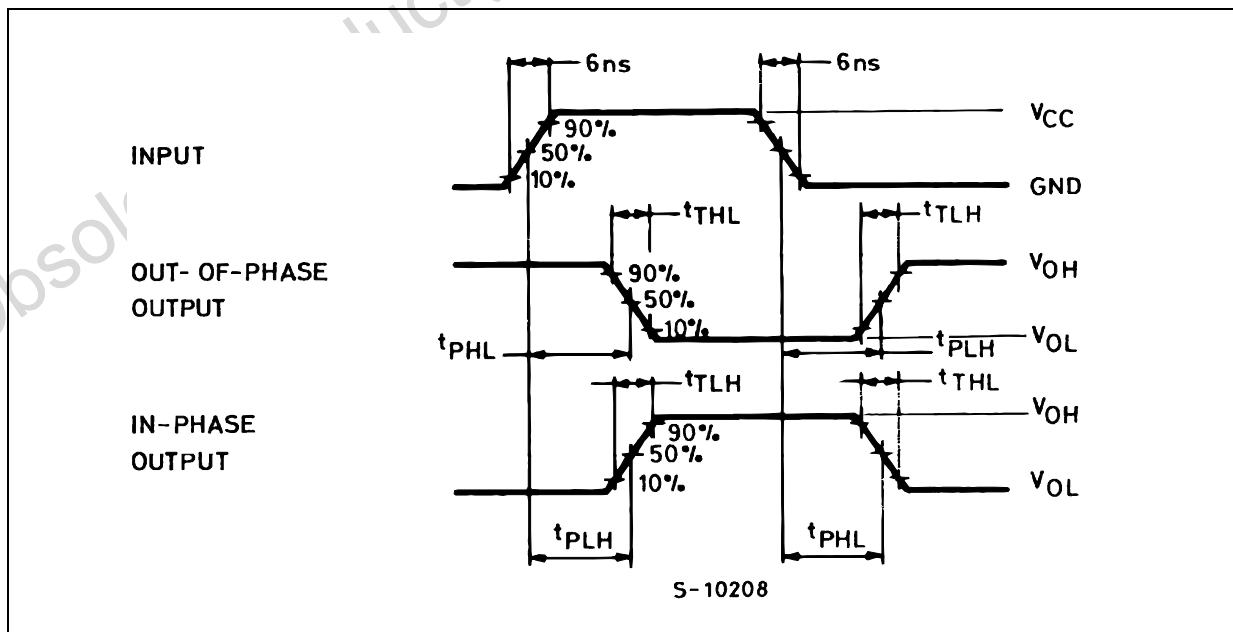 6ns 6ns
VCC
90%
INPUT 50%
10%
GND
tTHL tTLH
VOH
OUT-OF-PHASE 90%
OUTPUT 50%
10%
tPHL tPLH VOL
tTLH tTHL
VOH
IN-PHASE 90%
OUTPUT 50%
10%
VOL
tPLH tPHL
S-10208